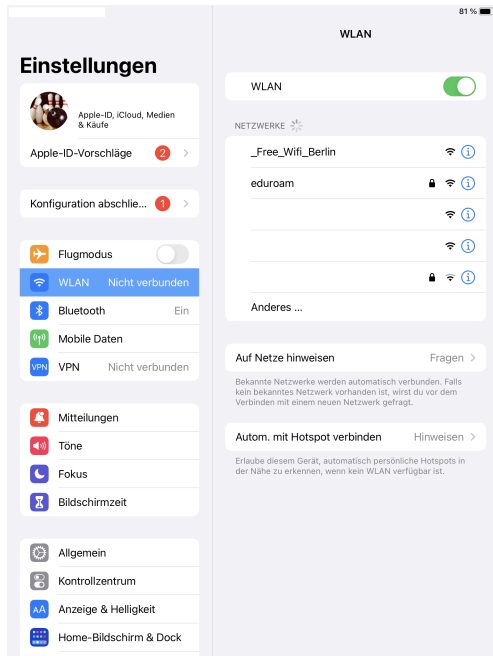 81 %
Einstellungen
Apple-ID, iCloud, Medien
& Käufe
Apple-ID-Vorschläge 2
Konfiguration abschlie... 1
Flugmodus
WLAN Nicht verbunden
Bluetooth Ein
Mobile Daten
VPN VPN Nicht verbunden
Mitteilungen
Töne
Fokus
Bildschirmzeit
Allgemein
Kontrollzentrum
AA Anzeige & Helligkeit
Home-Bildschirm & Dock
WLAN
WLAN
NETZWERKE
_Free_Wifi_Berlin
eduroam
Anderes ...
Auf Netze hinweisen Fragen
Bekannte Netzwerke werden automatisch verbunden. Falls
kein bekanntes Netzwerk vorhanden ist, wirst du vor dem
Verbinden mit einem neuen Netzwerk gefragt.
Autom. mit Hotspot verbinden Hinweisen
Erlaube diesem Gerät, automatisch persönliche Hotspots in
der Nähe zu erkennen, wenn kein WLAN verfügbar ist.